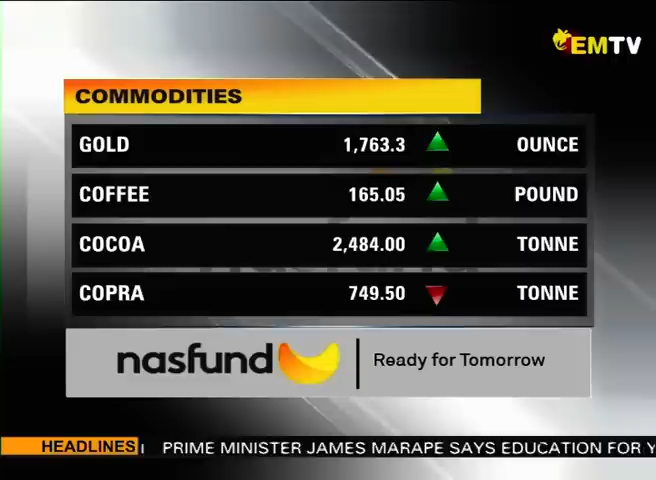 EMTV
COMMODITIES
GOLD 1,763.3 OUNCE
COFFEE 165.05 POUND
COCOA 2,484.00 TONNE
COPRA 749.50 TONNE
nasfund Ready for Tomorrow
HEADLINES PRIME MINISTER JAMES MARAPE SAYS EDUCATION FOR Y